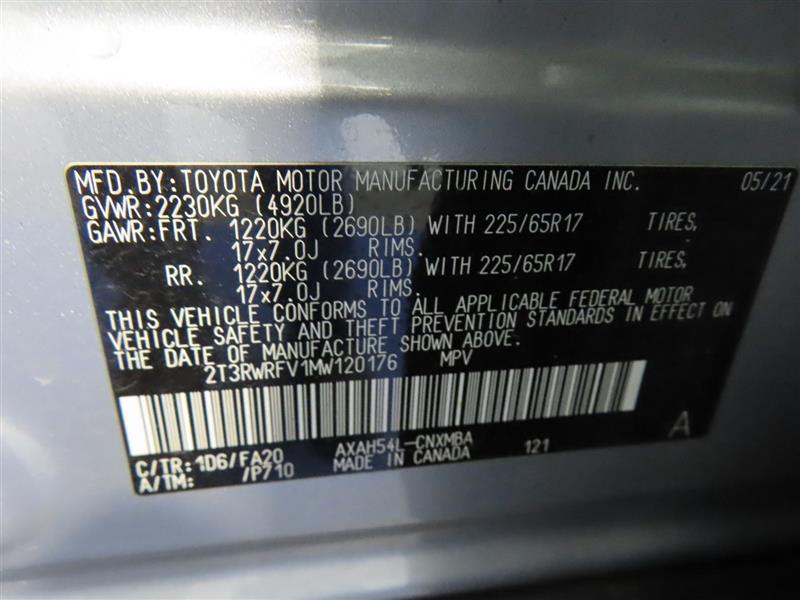 MFD.BY:TOYOTA MOTOR MANUFACTURING CANADA INC. 05/21
GVWR:2230KG (4920LB)
GAWR:FRT. 1220KG (2690LB) WITH 225/65R17 TIRES,
17x7.0J RIMS.
RR. 1220KG (2690LB) WITH 225/65R17 TIRES,
17x7.0J RIMS.
THIS VEHICLE CONFORMS TO ALL APPLICABLE FEDERAL MOTOR
VEHICLE SAFETY AND THEFT PREVENTION STANDARDS IN EFFECT ON
THE DATE OF MANUFACTURE SHOWN ABOVE.
2T3RWRFV1MW120176 MPV
A
C/TR:1D6/FA20 AXAH54L-CNXMBA 121
A/TM: /P710 MADE IN CANADA